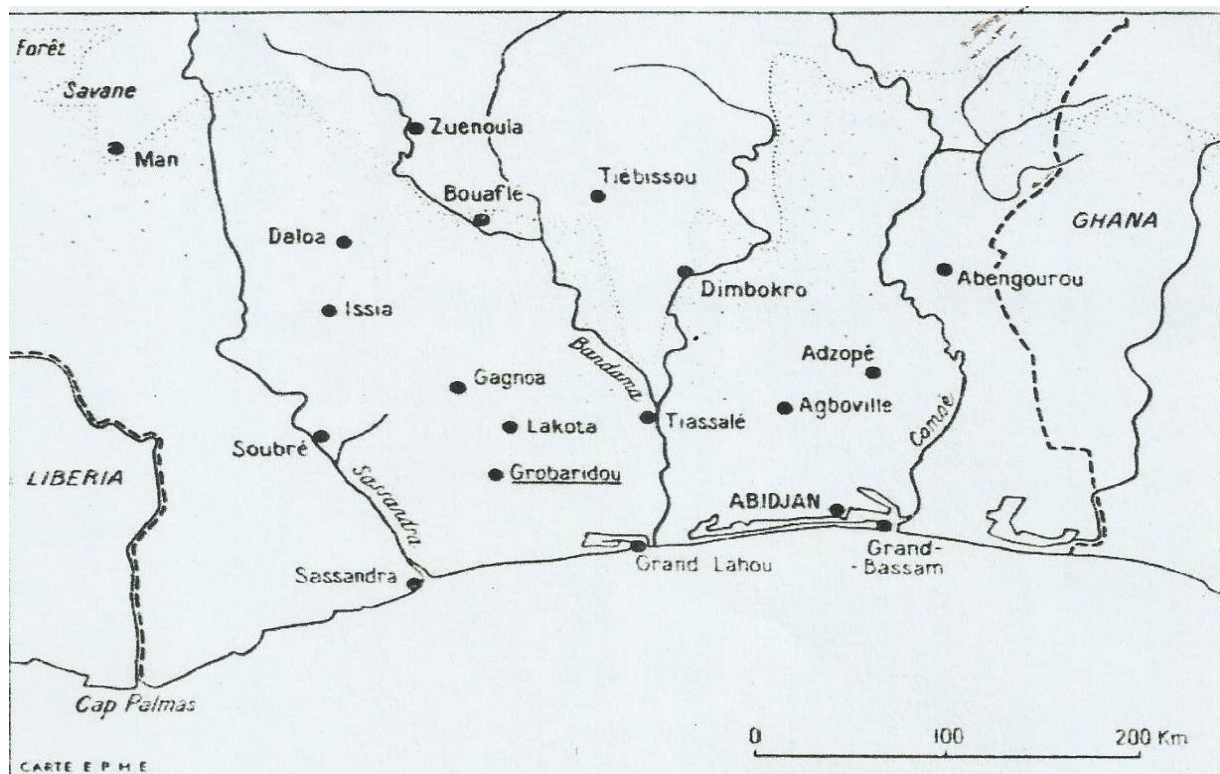 Forêt
Savane
Man
Zuenoula
Bouaflé
Tiébissou
GHANA
Daloa
Dimbokro
Abengourou
Issia
Bandama
Adzopé
Gagnoa
Agboville
Lakota
Tiassalé
Comoe
Soubré
LIBERIA
Sassandra
Grobaridou
ABIDJAN
Grand Lahou
Grand-
-Bassam
Sassandra
Cap Palmas
0 100 200 Km
CARTE E P H E